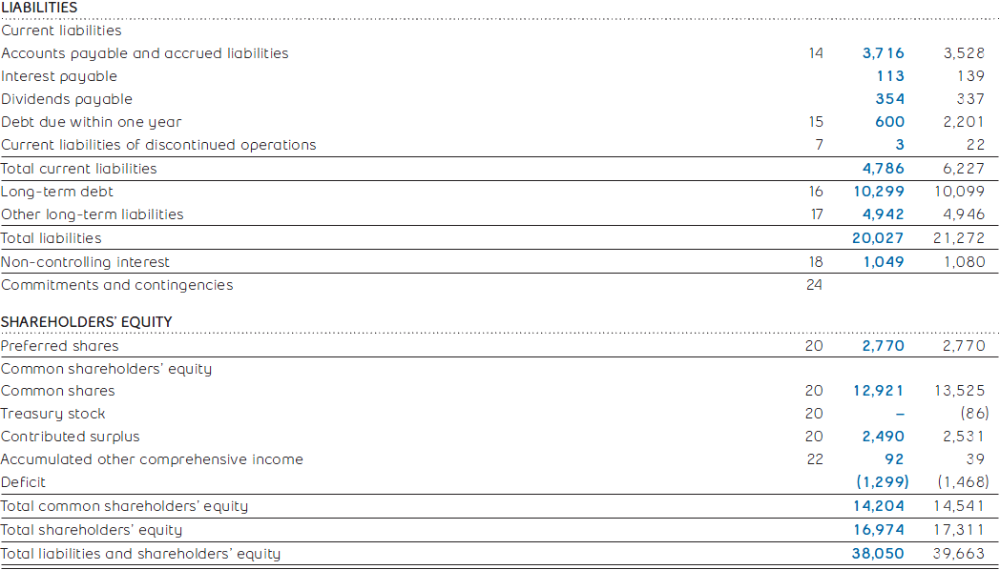 LIABILITIES
Current liabilities
Accounts payable and accrued liabilities 14 3,716 3,528
Interest payable 113 139
Dividends payable 354 337
Debt due within one year 15 600 2,201
Current liabilities of discontinued operations 7 3 22
Total current liabilities 4,786 6,227
Long-term debt 16 10,299 10,099
Other long-term liabilities 17 4,942 4,946
Total liabilities 20,027 21,272
Non-controlling interest 18 1,049 1,080
Commitments and contingencies 24
SHAREHOLDERS’ EQUITY
Preferred shares 20 2,770 2,770
Common shareholders’ equity
Common shares 20 12,921 13,525
Treasury stock 20 – (86)
Contributed surplus 20 2,490 2,531
Accumulated other comprehensive income 22 92 39
Deficit (1,299) (1,468)
Total common shareholders’ equity 14,204 14,541
Total shareholders’ equity 16,974 17,311
Total liabilities and shareholders’ equity 38,050 39,663